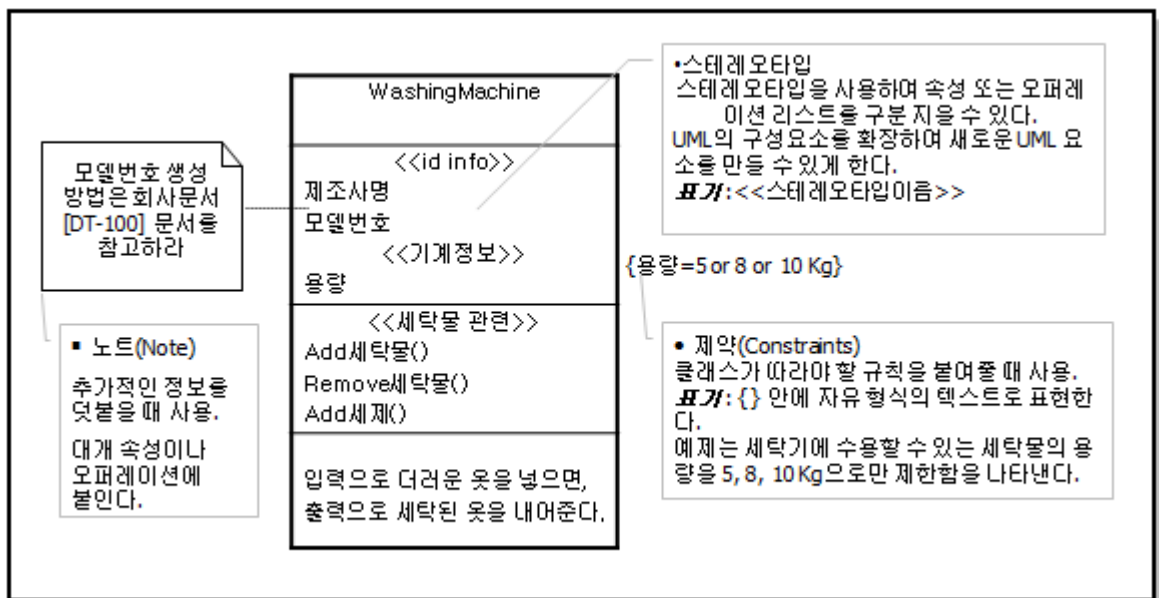 WashingMachine
<<id info>>
제조사명
모델번호
<<기계정보>>
용량
<<세탁물 관련>>
Add세탁물()
Remove세탁물()
Add세제()
입력으로 더러운 옷을 넣으면,
출력으로 세탁된 옷을 내어준다.
모델번호 생성
방법은 회사문서
[DT-100] 문서를
참고하라
▪ 노트(Note)
추가적인 정보를
덧붙을 때 사용.
대개 속성이나
오퍼레이션에
붙인다.
•스테레오타입
스테레오타입을 사용하여 속성 또는 오퍼레
이션 리스트를 구분 지을 수 있다.
UML의 구성요소를 확장하여 새로운 UML 요
소를 만들 수 있게 한다.
표기:<<스테레오타입이름>>
{용량=5 or 8 or 10 Kg}
• 제약(Constraints)
클래스가 따라야 할 규칙을 붙여줄 때 사용.
표기: {} 안에 자유 형식의 텍스트로 표현한
다.
예제는 세탁기에 수용할 수 있는 세탁물의 용
량을 5, 8, 10 Kg으로만 제한함을 나타낸다.